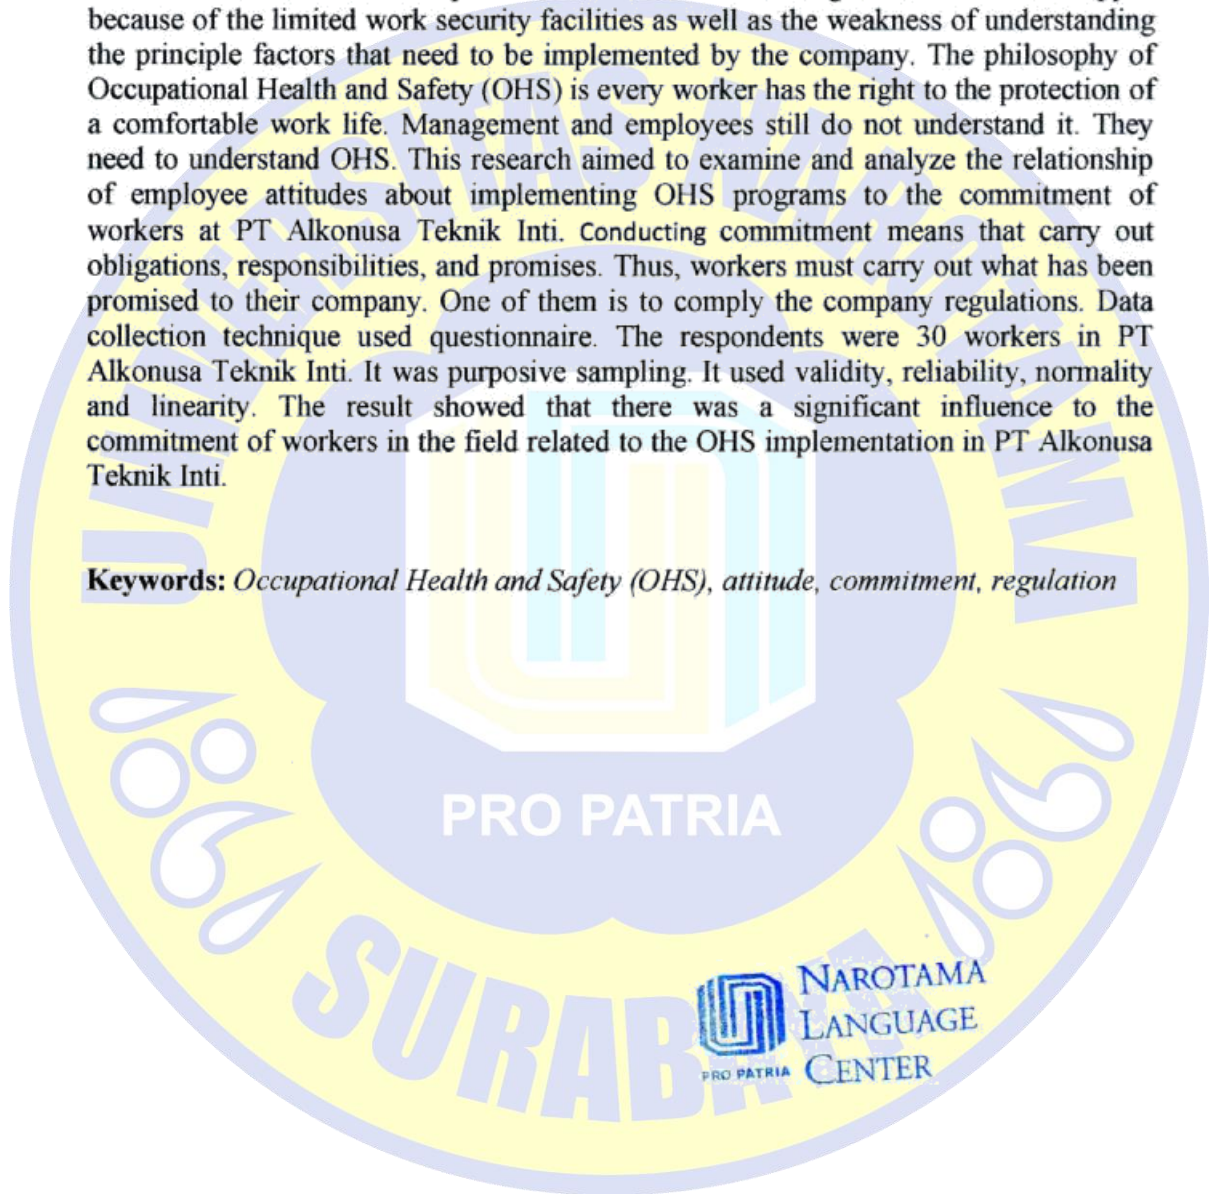 because of the limited work security facilities as well as the weakness of understanding
the principle factors that need to be implemented by the company. The philosophy of
Occupational Health and Safety (OHS) is every worker has the right to the protection of
a comfortable work life. Management and employees still do not understand it. They
need to understand OHS. This research aimed to examine and analyze the relationship
of employee attitudes about implementing OHS programs to the commitment of
workers at PT Alkonusa Teknik Inti. Conducting commitment means that carry out
obligations, responsibilities, and promises. Thus, workers must carry out what has been
promised to their company. One of them is to comply the company regulations. Data
collection technique used questionnaire. The respondents were 30 workers in PT
Alkonusa Teknik Inti. It was purposive sampling. It used validity, reliability, normality
and linearity. The result showed that there was a significant influence to the
commitment of workers in the field related to the OHS implementation in PT Alkonusa
Teknik Inti.
Keywords: Occupational Health and Safety (OHS), attitude, commitment, regulation
UNIVERSITAS NAROTAMA
PRO PATRIA
SURABAYA
NAROTAMA
LANGUAGE
CENTER
PRO PATRIA